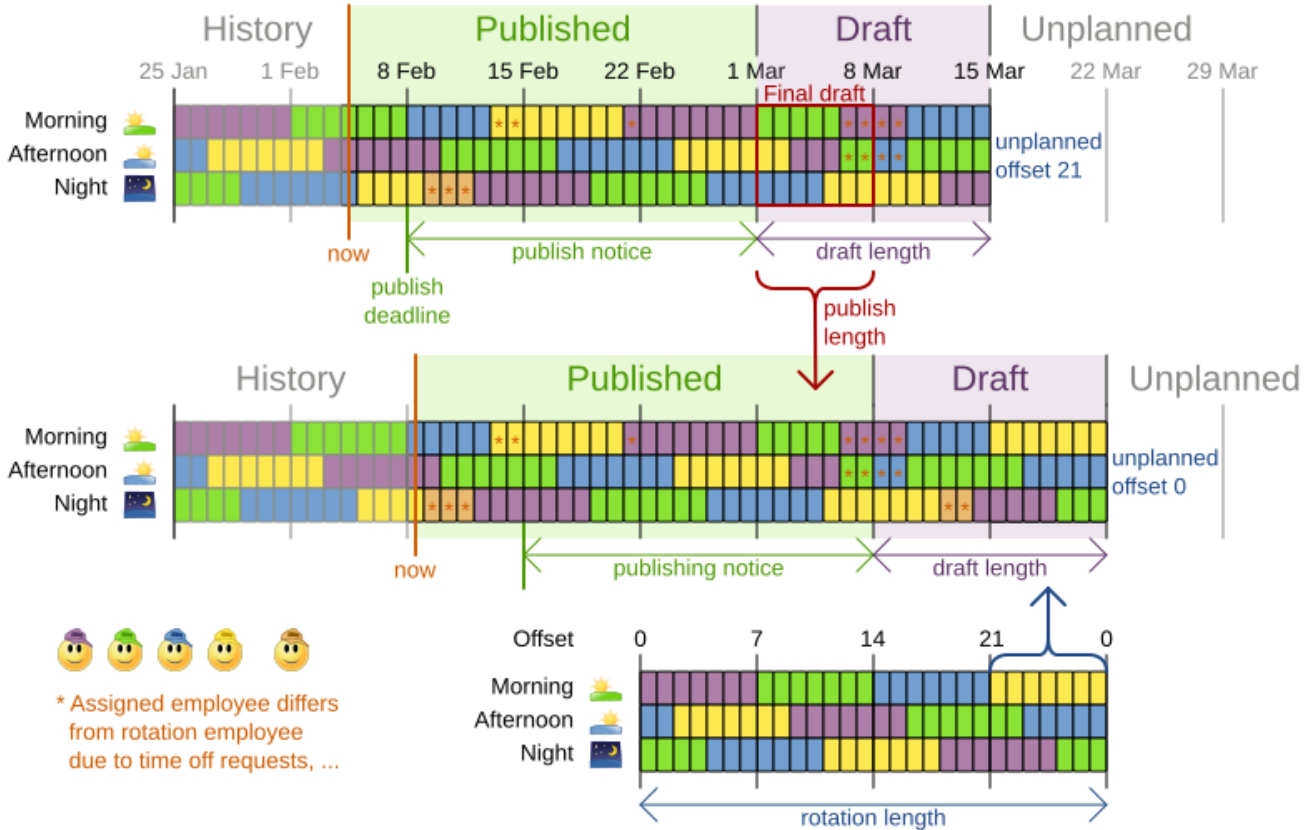 History Published Draft Unplanned
25 Jan 1 Feb 8 Feb 15 Feb 22 Feb 1 Mar 8 Mar 15 Mar 22 Mar 29 Mar
Final draft
Morning * * * * * * *
Afternoon * * * *
unplanned
offset 21
Night * * *
now
publish notice
draft length
publish
deadline
publish
length
History Published Draft Unplanned
Morning * * * * * * *
Afternoon * * * *
unplanned
offset 0
Night * * * * *
now
publishing notice
draft length
Offset 0 7 14 21 0
Morning
Afternoon
Night
rotation length
* Assigned employee differs
from rotation employee
due to time off requests, ...